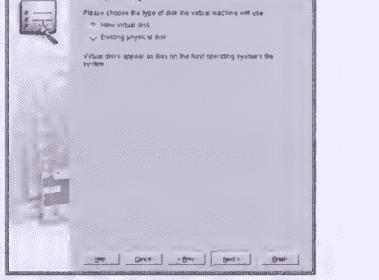 Please choose the type of disk the virtual machine will use
New virtual disk
Existing physical disk
Virtual disks appear as files on the host operating system's file
system
Help
Cancel
< Prev
Next >
Finish